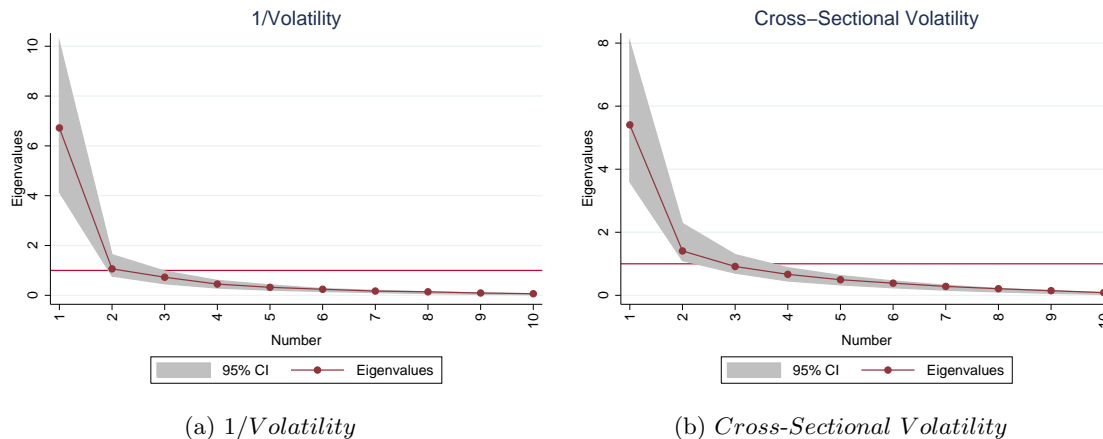 1/Volatility
Eigenvalues
10
8
6
4
2
0
1 2 3 4 5 6 7 8 9 10
Number
95% CI Eigenvalues
(a) 1/Volatility
Cross−Sectional Volatility
Eigenvalues
8
6
4
2
0
1 2 3 4 5 6 7 8 9 10
Number
95% CI Eigenvalues
(b) Cross-Sectional Volatility